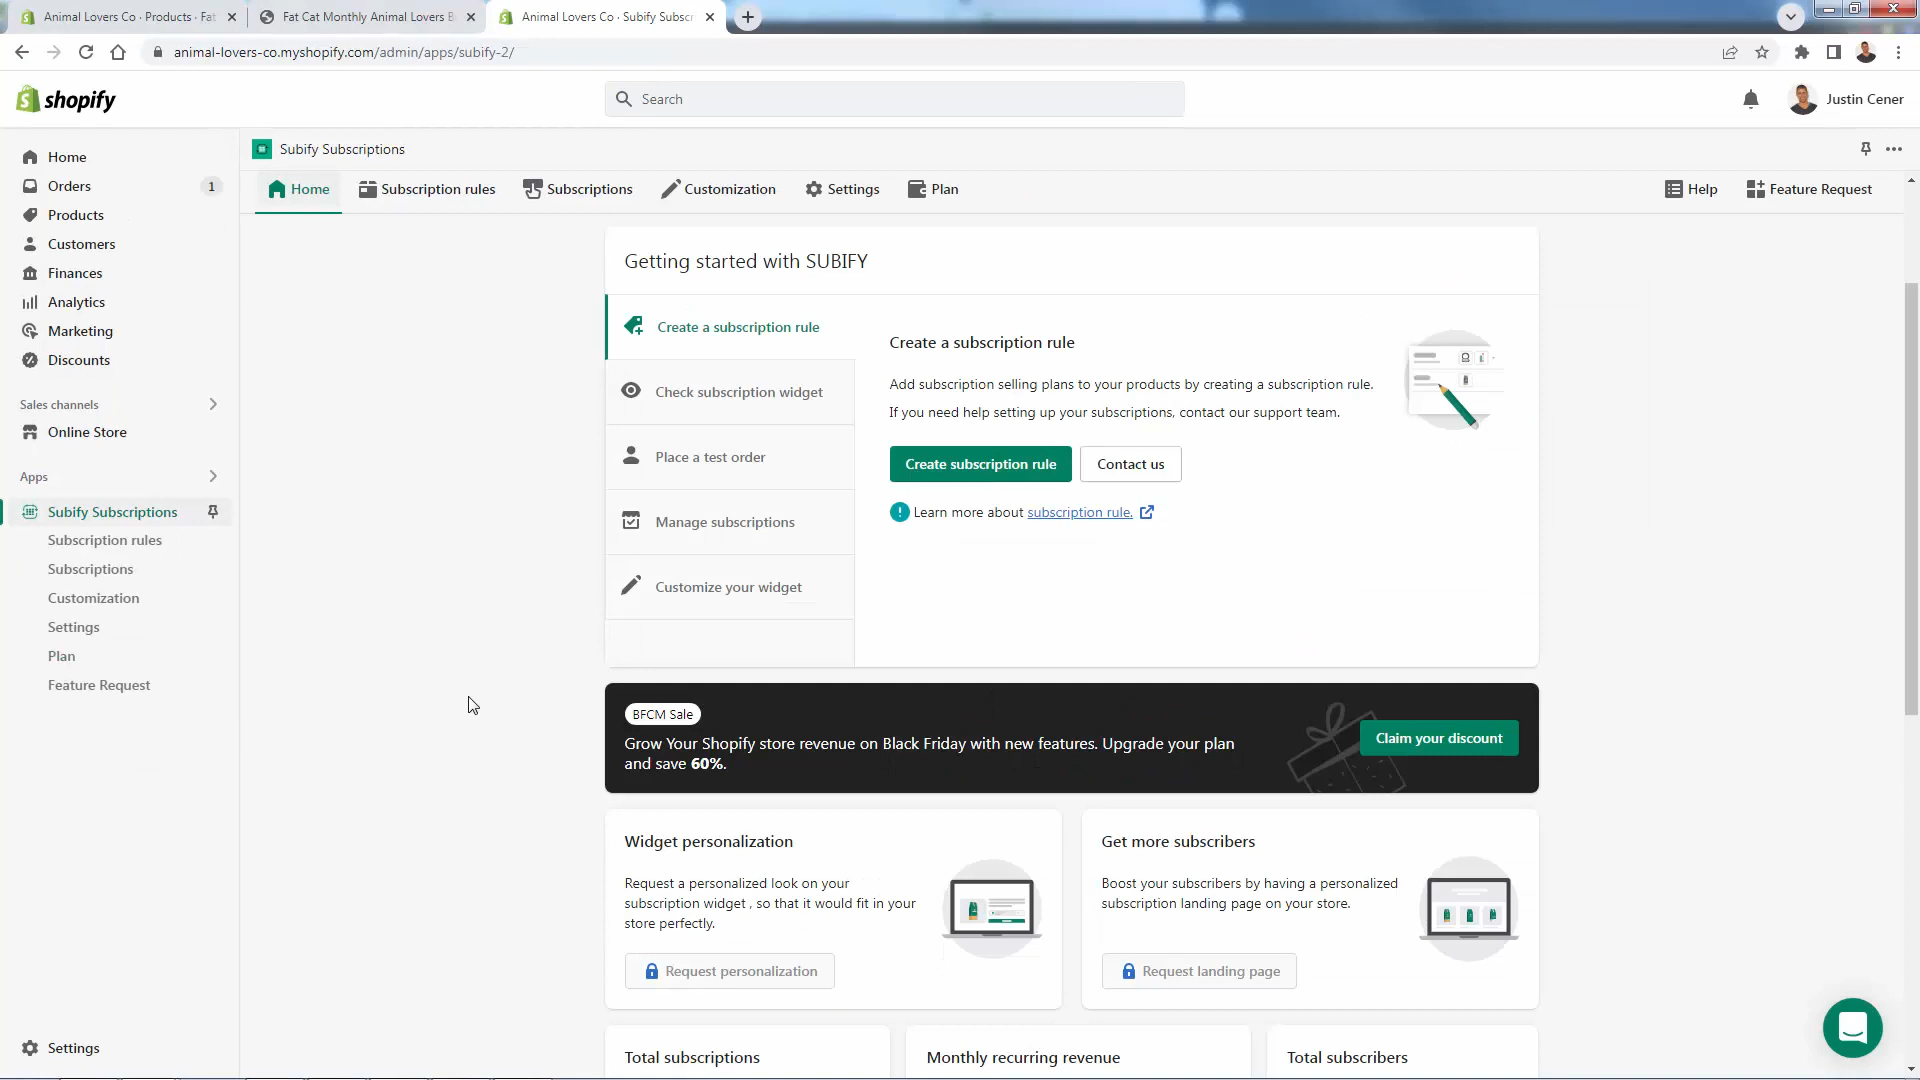 Animal Lovers Co · Products · Fat
Fat Cat Monthly Animal Lovers B
Animal Lovers Co · Subify Subscr
animal-lovers-co.myshopify.com/admin/apps/subify-2/
shopify
Search
Justin Cener
Home
Orders 1
Products
Customers
Finances
Analytics
Marketing
Discounts
Sales channels
Online Store
Apps
Subify Subscriptions
Subscription rules
Subscriptions
Customization
Settings
Plan
Feature Request
Settings
Subify Subscriptions
Home Subscription rules Subscriptions Customization Settings Plan Help Feature Request
Getting started with SUBIFY
Create a subscription rule
Check subscription widget
Place a test order
Manage subscriptions
Customize your widget
Create a subscription rule
Add subscription selling plans to your products by creating a subscription rule.
If you need help setting up your subscriptions, contact our support team.
Create subscription rule Contact us
Learn more about subscription rule.
BFCM Sale
Grow Your Shopify store revenue on Black Friday with new features. Upgrade your plan
and save 60%.
Claim your discount
Widget personalization
Request a personalized look on your
subscription widget , so that it would fit in your
store perfectly.
Request personalization
Get more subscribers
Boost your subscribers by having a personalized
subscription landing page on your store.
Request landing page
Total subscriptions
Monthly recurring revenue
Total subscribers